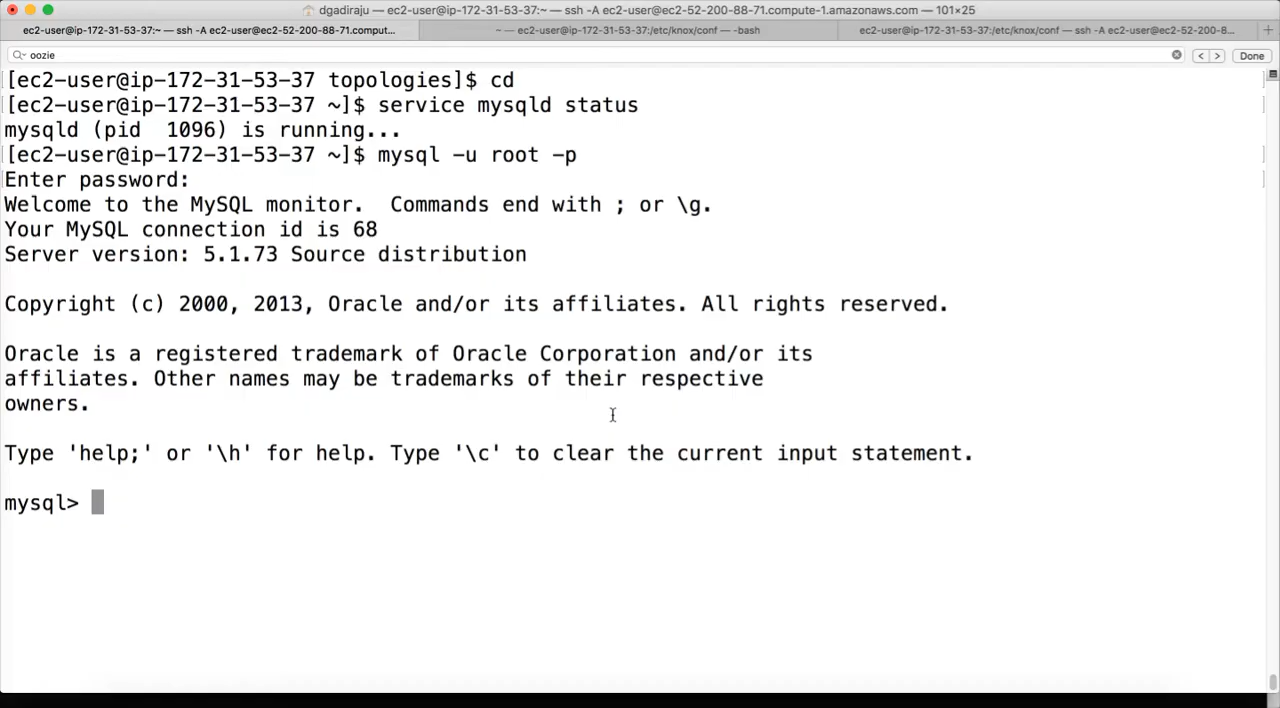 dgadiraju — ec2-user@ip-172-31-53-37:~ — ssh -A ec2-user@ec2-52-200-88-71.compute-1.amazonaws.com — 101×25
ec2-user@ip-172-31-53-37:~ — ssh -A ec2-user@ec2-52-200-88-71.comput... ~ — ec2-user@ip-172-31-53-37:/etc/knox/conf — -bash ec2-user@ip-172-31-53-37:/etc/knox/conf — ssh -A ec2-user@ec2-52-200-8... +
oozie < > Done
[ec2-user@ip-172-31-53-37 topologies]$ cd
[ec2-user@ip-172-31-53-37 ~]$ service mysqld status
mysqld (pid  1096) is running...
[ec2-user@ip-172-31-53-37 ~]$ mysql -u root -p
Enter password:
Welcome to the MySQL monitor.  Commands end with ; or \g.
Your MySQL connection id is 68
Server version: 5.1.73 Source distribution
Copyright (c) 2000, 2013, Oracle and/or its affiliates. All rights reserved.
Oracle is a registered trademark of Oracle Corporation and/or its
affiliates. Other names may be trademarks of their respective
owners.
Type 'help;' or '\h' for help. Type '\c' to clear the current input statement.
mysql>